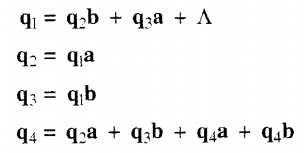 q₁ = q₂b + q₃a + Λ
q₂ = q₁a
q₃ = q₁b
q₄ = q₂a + q₃b + q₄a + q₄b